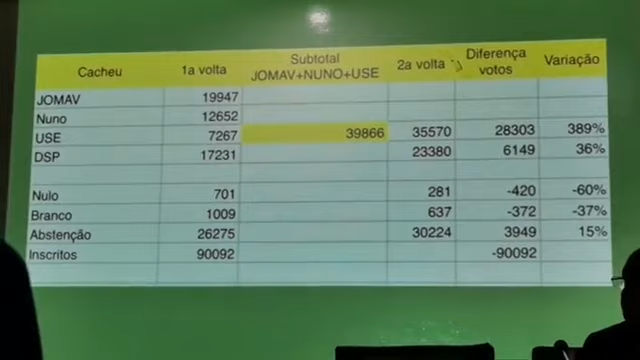 Cacheu 1a volta Subtotal JOMAV+NUNO+USE 2a volta Diferença votos Variação
JOMAV 19947
Nuno 12652
USE 7267 39866 35570 28303 389%
DSP 17231 23380 6149 36%
Nulo 701 281 -420 -60%
Branco 1009 637 -372 -37%
Abstenção 26275 30224 3949 15%
Inscritos 90092 -90092